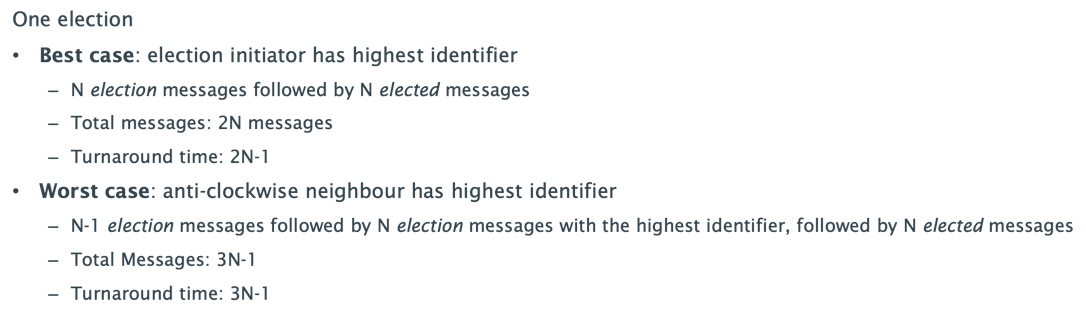 One election
• Best case: election initiator has highest identifier
– N election messages followed by N elected messages
– Total messages: 2N messages
– Turnaround time: 2N-1
• Worst case: anti-clockwise neighbour has highest identifier
– N-1 election messages followed by N election messages with the highest identifier, followed by N elected messages
– Total Messages: 3N-1
– Turnaround time: 3N-1